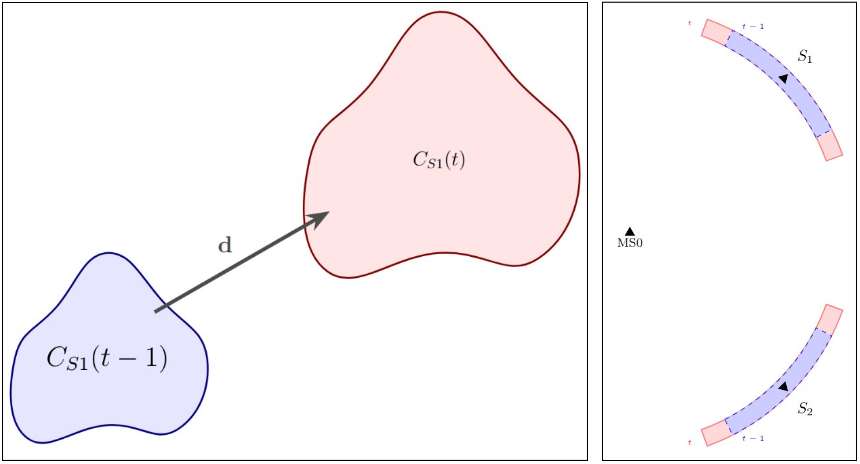 C_{S1}(t)
d
C_{S1}(t − 1)
t
t − 1
S_1
MS0
S_2
t
t − 1